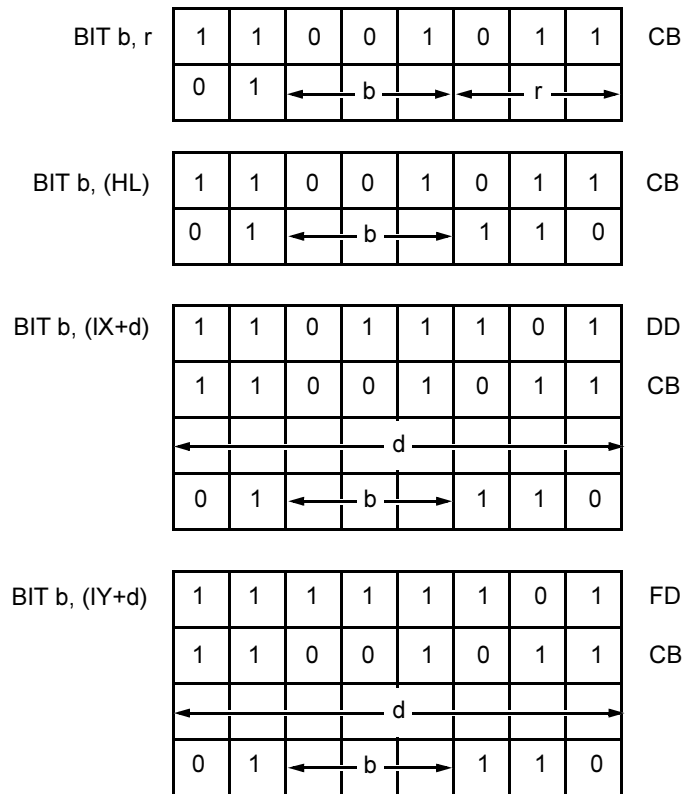 BIT b, r 1 1 0 0 1 0 1 1 CB
0 1 b r
BIT b, (HL) 1 1 0 0 1 0 1 1 CB
0 1 b 1 1 0
BIT b, (IX+d) 1 1 0 1 1 1 0 1 DD
1 1 0 0 1 0 1 1 CB
d
0 1 b 1 1 0
BIT b, (IY+d) 1 1 1 1 1 1 0 1 FD
1 1 0 0 1 0 1 1 CB
d
0 1 b 1 1 0